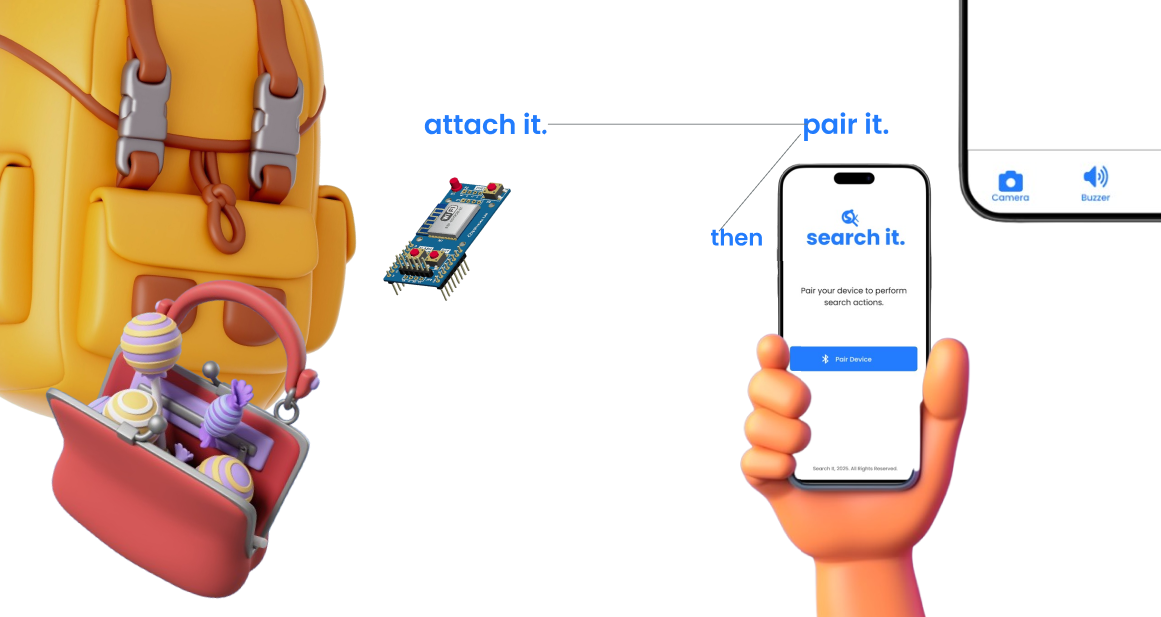 attach it.
pair it.
then
search it.
Pair your device to perform
search actions.
Pair Device
Search it, 2025. All Rights Reserved.
Camera
Buzzer
WiFi